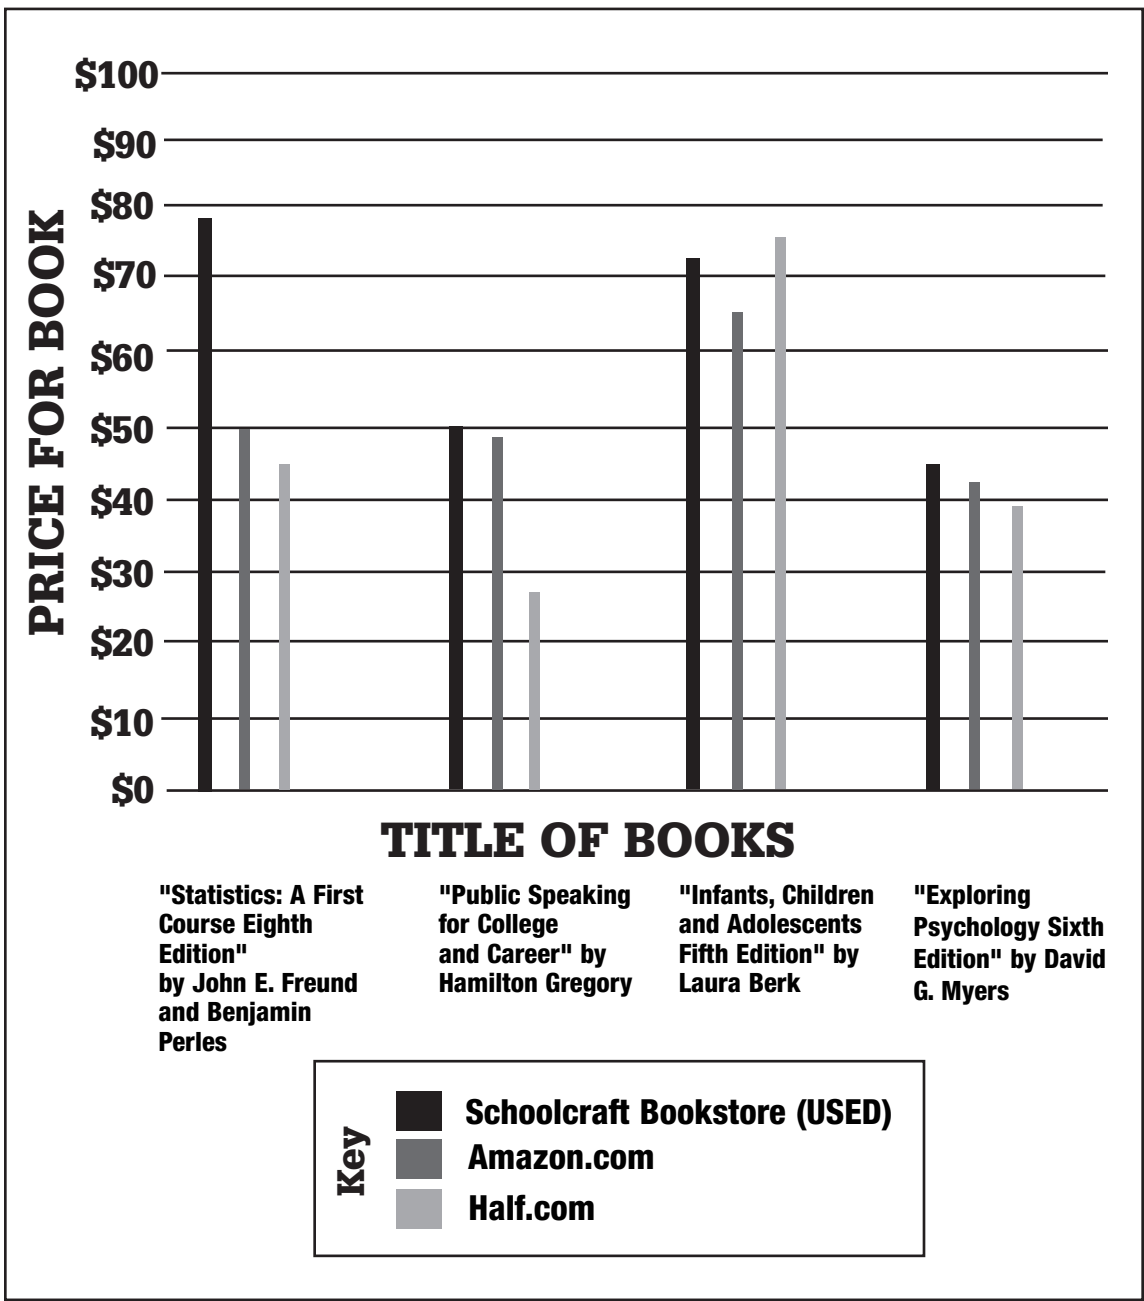 $100
$90
$80
$70
$60
$50
$40
$30
$20
$10
$0
PRICE FOR BOOK
TITLE OF BOOKS
"Statistics: A First
Course Eighth
Edition"
by John E. Freund
and Benjamin
Perles
"Public Speaking
for College
and Career" by
Hamilton Gregory
"Infants, Children
and Adolescents
Fifth Edition" by
Laura Berk
"Exploring
Psychology Sixth
Edition" by David
G. Myers
Key
Schoolcraft Bookstore (USED)
Amazon.com
Half.com